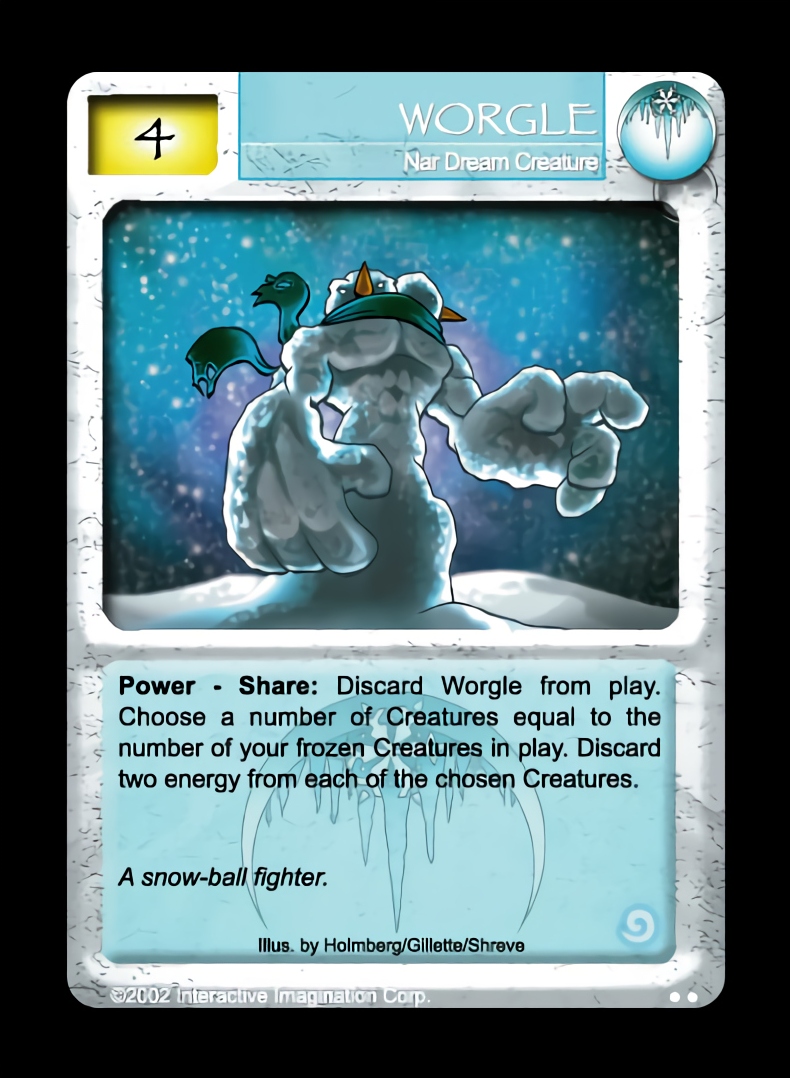 4
WORGLE
Nar Dream Creature
Power - Share: Discard Worgle from play.
Choose a number of Creatures equal to the
number of your frozen Creatures in play. Discard
two energy from each of the chosen Creatures.
A snow-ball fighter.
Illus. by Holmberg/Gillette/Shreve
©2002 Interactive Imagination Corp.